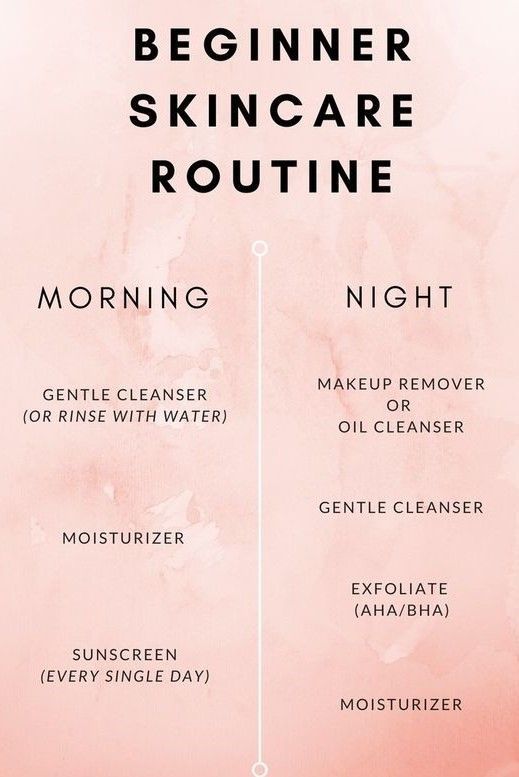 BEGINNER
SKINCARE
ROUTINE
MORNING
GENTLE CLEANSER
(OR RINSE WITH WATER)
MOISTURIZER
SUNSCREEN
(EVERY SINGLE DAY)
NIGHT
MAKEUP REMOVER
OR
OIL CLEANSER
GENTLE CLEANSER
EXFOLIATE
(AHA/BHA)
MOISTURIZER